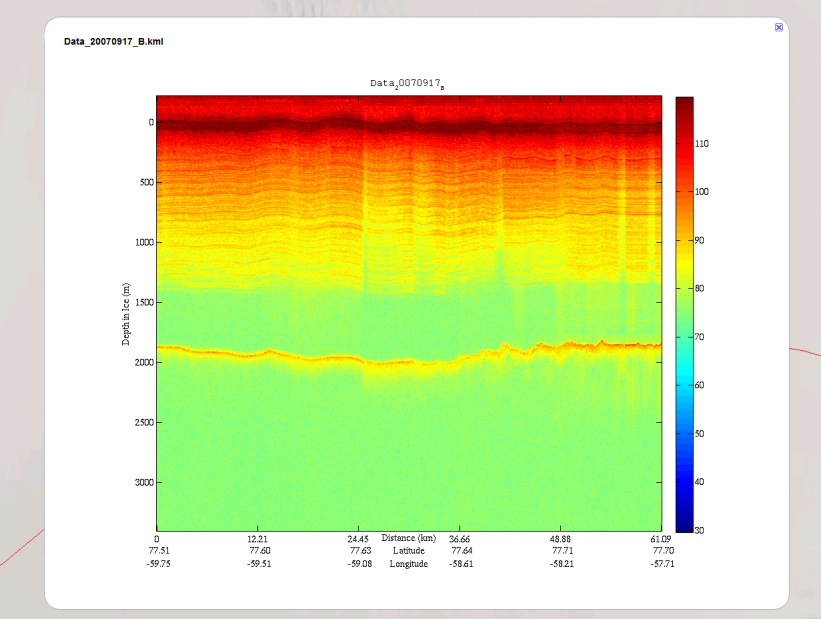 Data_20070917_B.kml
Data_20070917_B
0
500
1000
1500
2000
2500
3000
Depth in Ice (m)
110
100
90
80
70
60
50
40
30
0 12.21 24.45 Distance (km) 36.66 48.88 61.09
77.51 77.60 77.63 Latitude 77.64 77.71 77.70
-59.75 -59.51 -59.08 Longitude -58.61 -58.21 -57.71